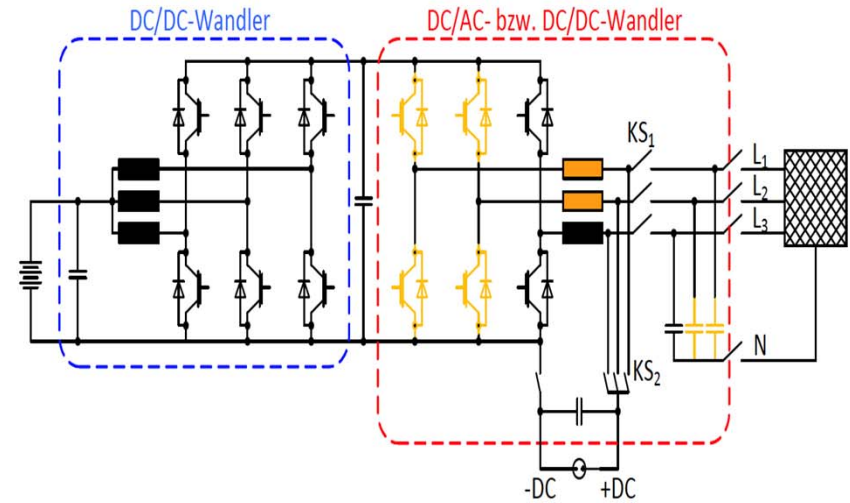 DC/DC-Wandler
DC/AC- bzw. DC/DC-Wandler
KS₁
L₁
L₂
L₃
N
KS₂
-DC
+DC